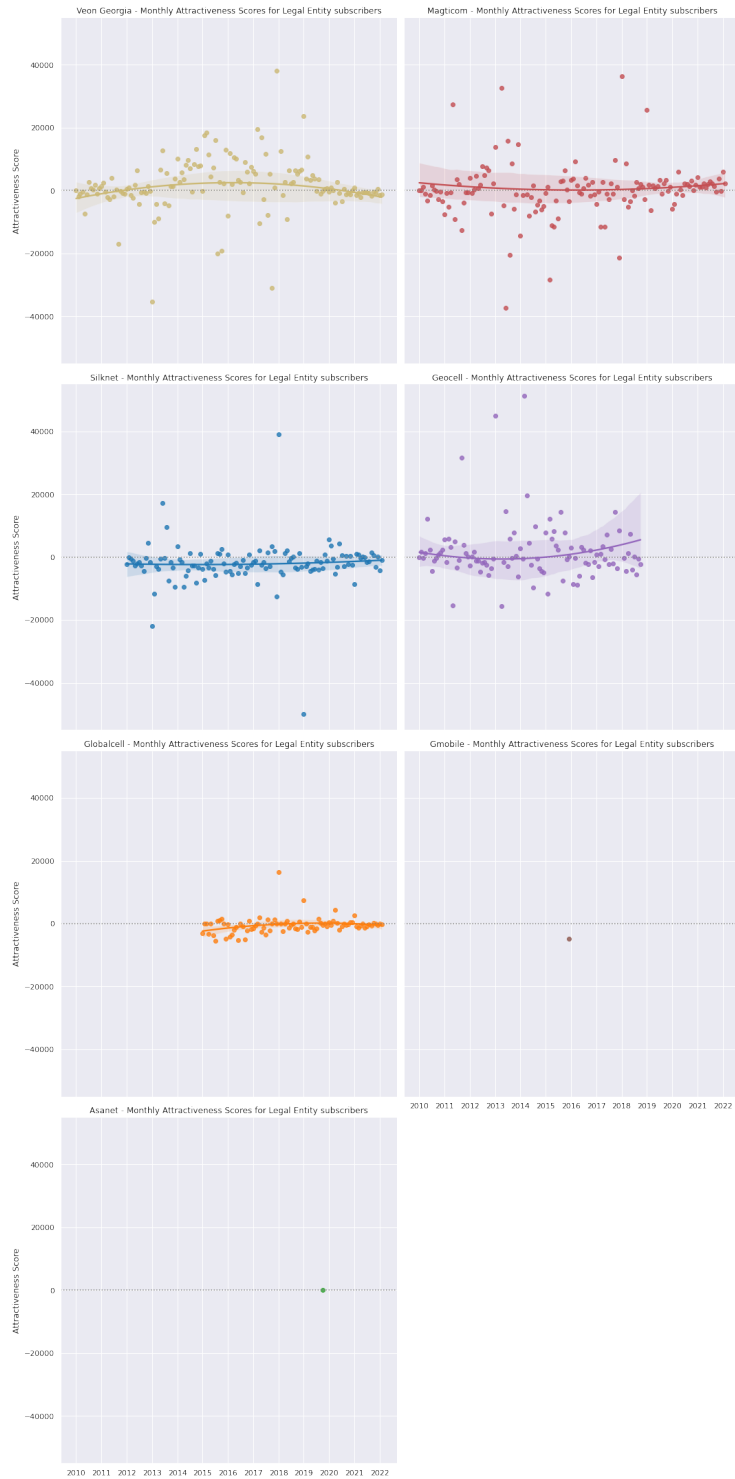 Veon Georgia - Monthly Attractiveness Scores for Legal Entity subscribers
Magticom - Monthly Attractiveness Scores for Legal Entity subscribers
Attractiveness Score
40000
20000
0
−20000
−40000
Silknet - Monthly Attractiveness Scores for Legal Entity subscribers
Geocell - Monthly Attractiveness Scores for Legal Entity subscribers
Attractiveness Score
40000
20000
0
−20000
−40000
Globalcell - Monthly Attractiveness Scores for Legal Entity subscribers
Gmobile - Monthly Attractiveness Scores for Legal Entity subscribers
Attractiveness Score
40000
20000
0
−20000
−40000
2010 2011 2012 2013 2014 2015 2016 2017 2018 2019 2020 2021 2022
Asanet - Monthly Attractiveness Scores for Legal Entity subscribers
Attractiveness Score
40000
20000
0
−20000
−40000
2010 2011 2012 2013 2014 2015 2016 2017 2018 2019 2020 2021 2022